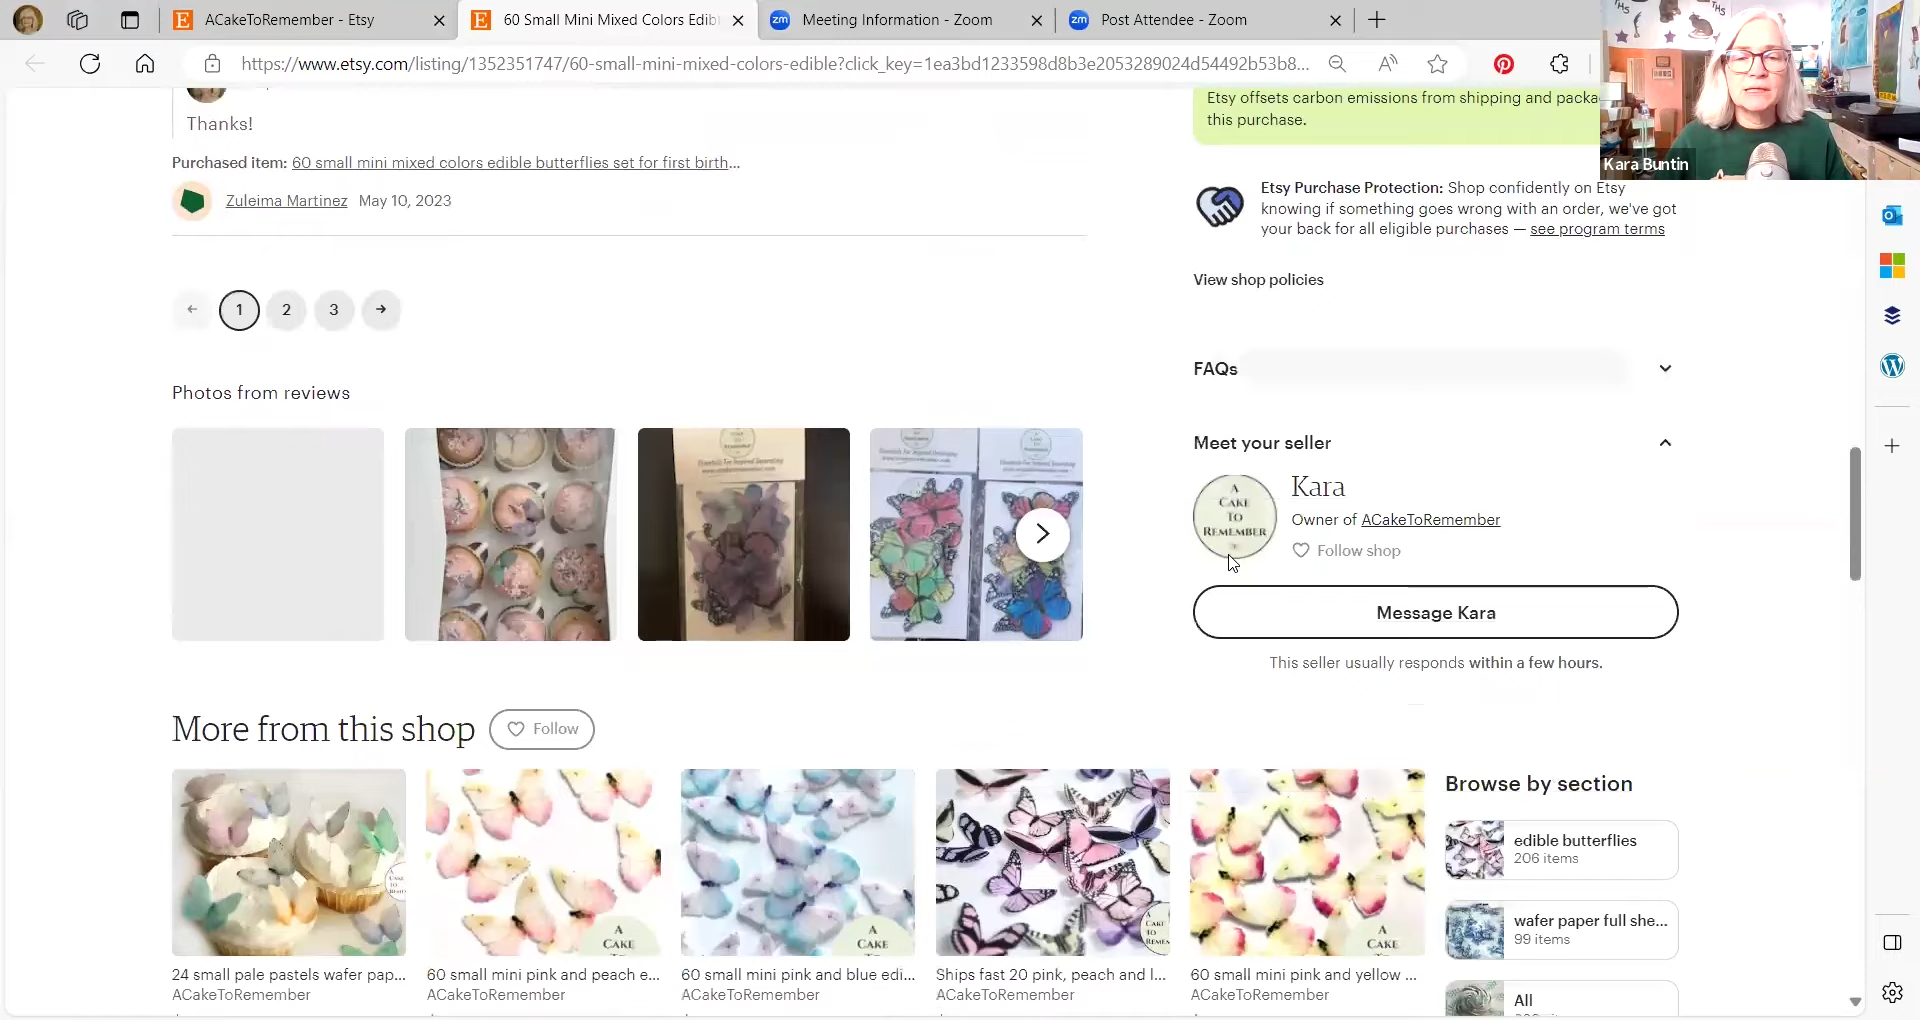 ACakeToRemember - Etsy
60 Small Mini Mixed Colors Edib
Meeting Information - Zoom
Post Attendee - Zoom
https://www.etsy.com/listing/1352351747/60-small-mini-mixed-colors-edible?click_key=1ea3bd1233598d8b3e2053289024d54492b53b8...
Kara Buntin
Thanks!
Purchased item: 60 small mini mixed colors edible butterflies set for first birth...
Zuleima Martinez May 10, 2023
1 2 3
Photos from reviews
Etsy offsets carbon emissions from shipping and packa
this purchase.
Etsy Purchase Protection: Shop confidently on Etsy
knowing if something goes wrong with an order, we've got
your back for all eligible purchases — see program terms
View shop policies
FAQs
Meet your seller
A
CAKE
TO
REMEMBER
Kara
Owner of ACakeToRemember
Follow shop
Message Kara
This seller usually responds within a few hours.
More from this shop
Follow
A
CAKE
A
CAKE
A
CAKE
24 small pale pastels wafer pap...
ACakeToRemember
60 small mini pink and peach e...
ACakeToRemember
60 small mini pink and blue edi...
ACakeToRemember
Ships fast 20 pink, peach and l...
ACakeToRemember
60 small mini pink and yellow ...
ACakeToRemember
Browse by section
edible butterflies
206 items
wafer paper full she...
99 items
All